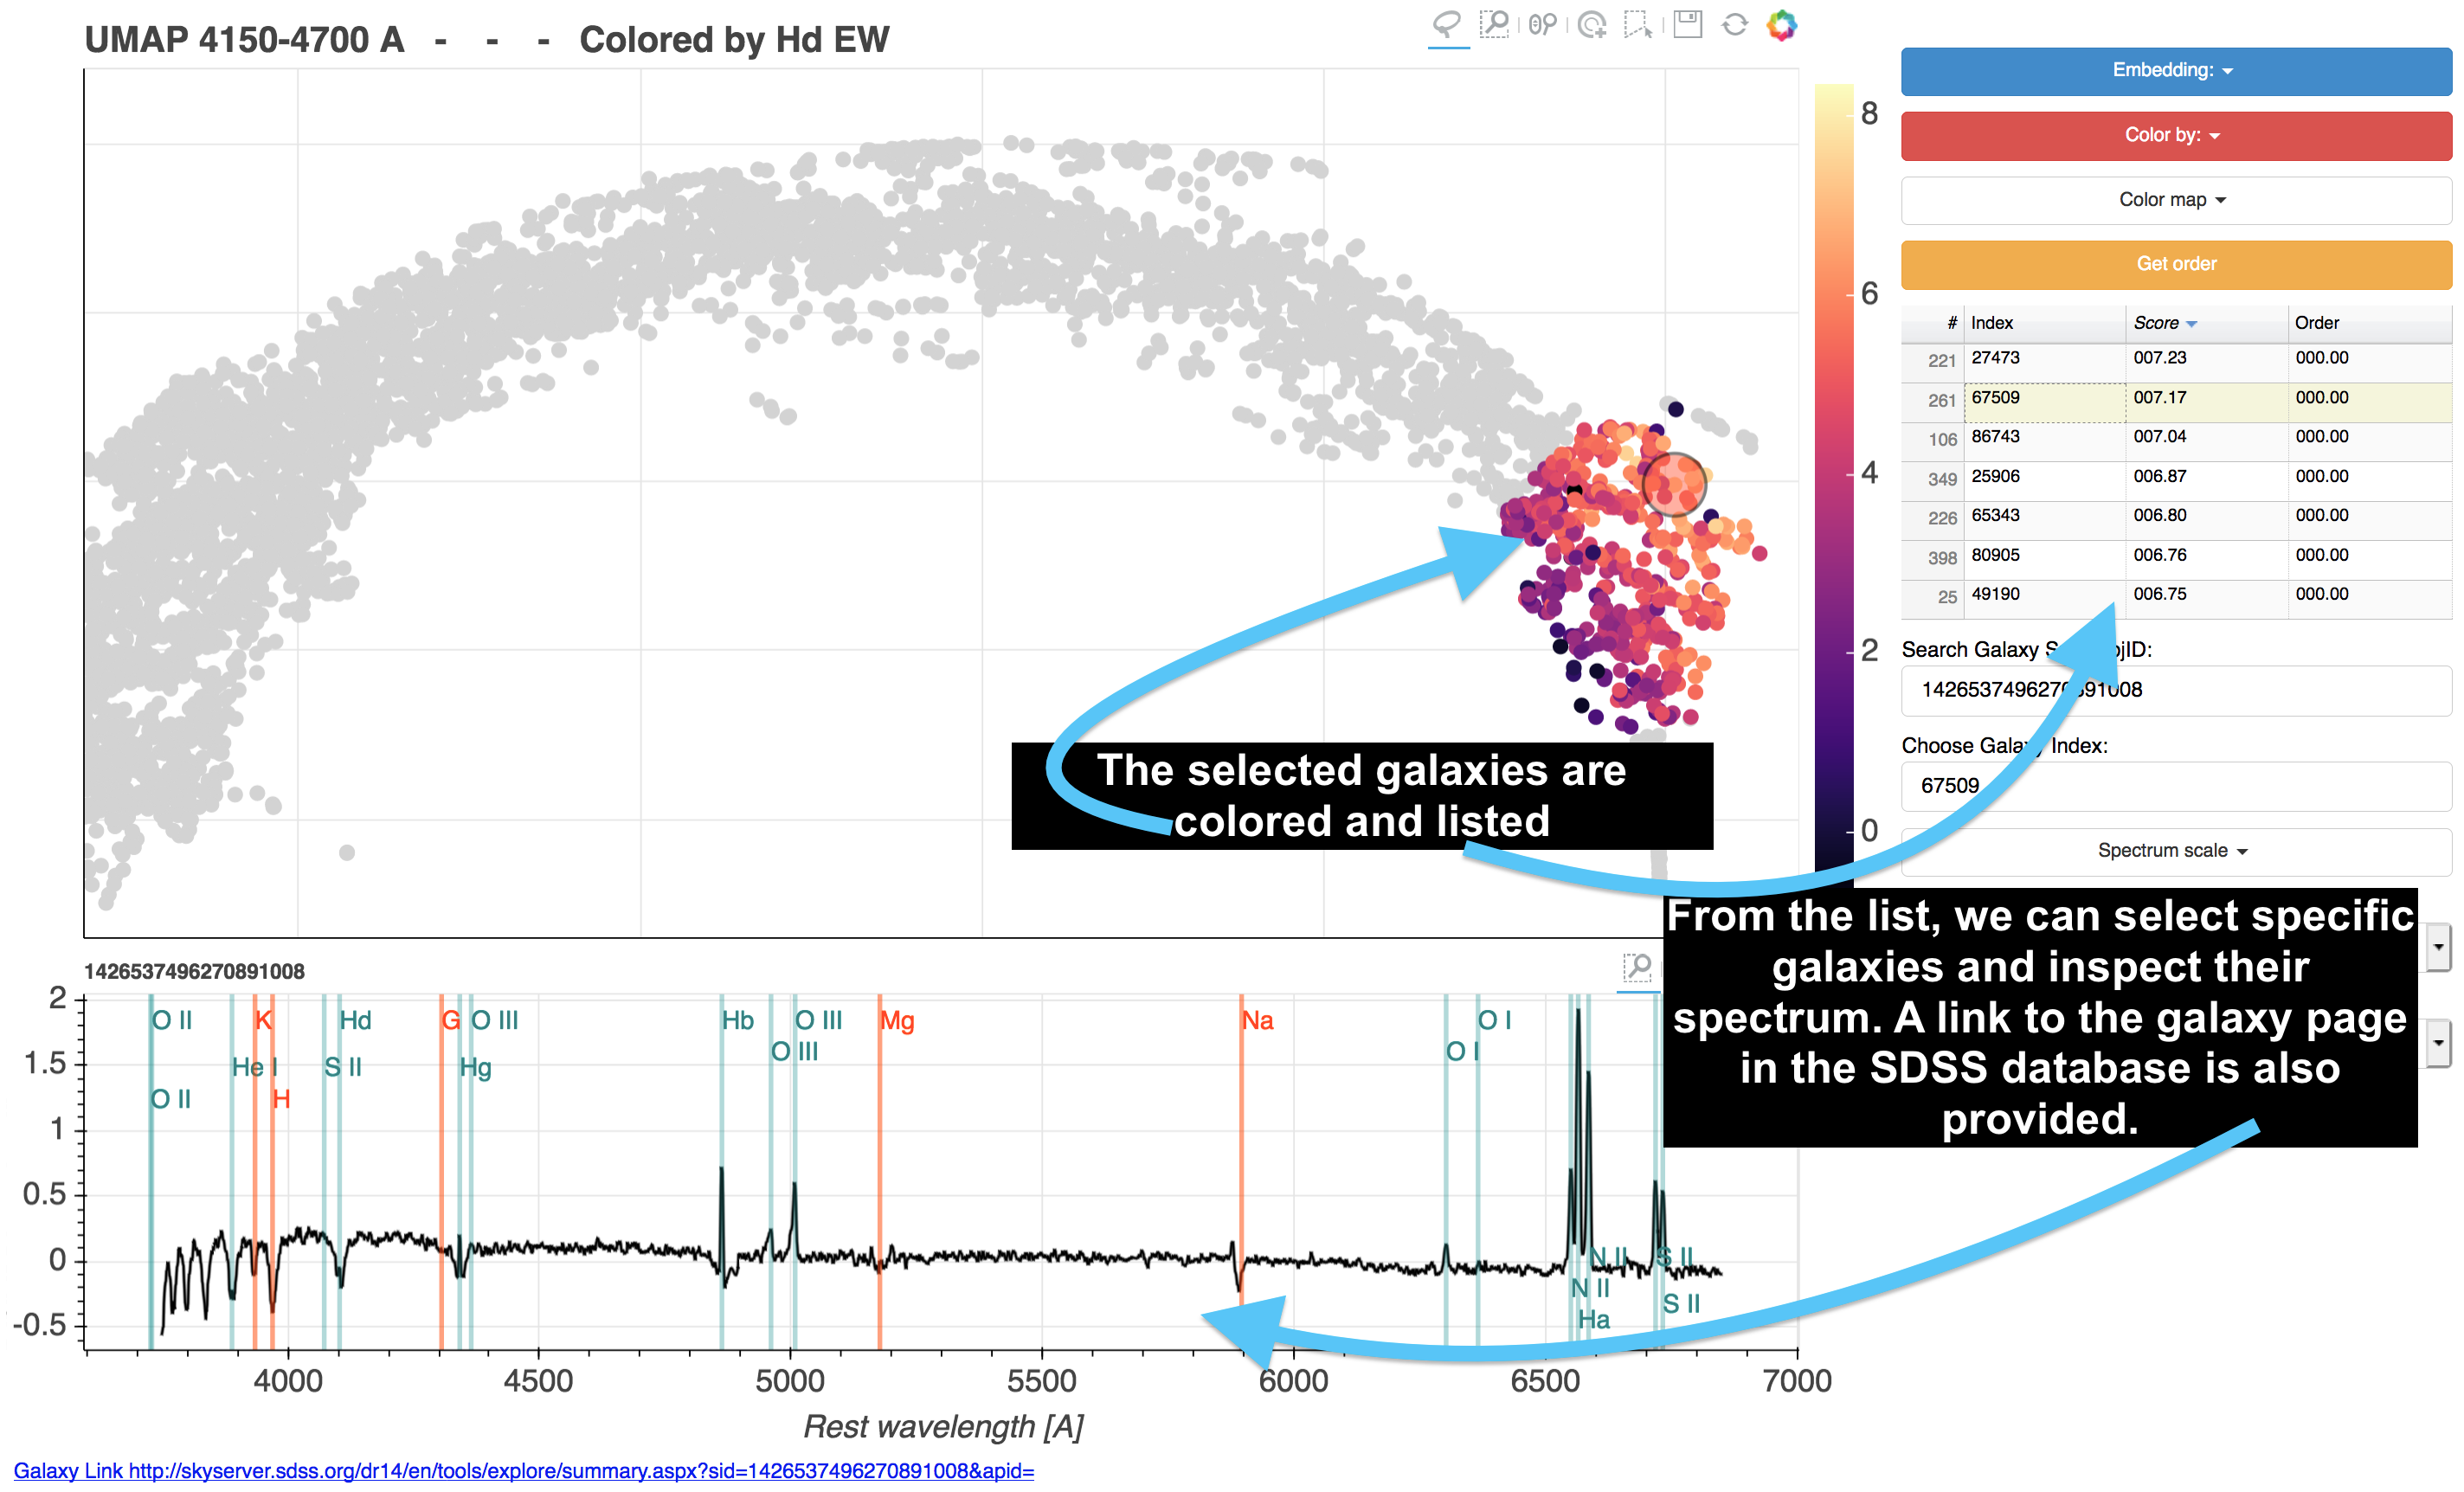 UMAP 4150-4700 A - - - Colored by Hd EW
Embedding:
Color by:
Color map
Get order
# Index Score Order
221 27473 007.23 000.00
261 67509 007.17 000.00
106 86743 007.04 000.00
349 25906 006.87 000.00
226 65343 006.80 000.00
398 80905 006.76 000.00
25 49190 006.75 000.00
8
6
4
2
0
Search Galaxy
1426537496270891008
Choose Galaxy Index:
67509
Spectrum scale
The selected galaxies are
colored and listed
From the list, we can select specific
galaxies and inspect their
spectrum. A link to the galaxy page
in the SDSS database is also
provided.
1426537496270891008
2
1.5
1
0.5
0
-0.5
O II K Hd G O III Hb O III Mg Na O I
O III O I
He I S II Hg
O II H
N II S II
N II S II
Ha
4000 4500 5000 5500 6000 6500 7000
Rest wavelength [A]
Galaxy Link http://skyserver.sdss.org/dr14/en/tools/explore/summary.aspx?sid=1426537496270891008&apid=